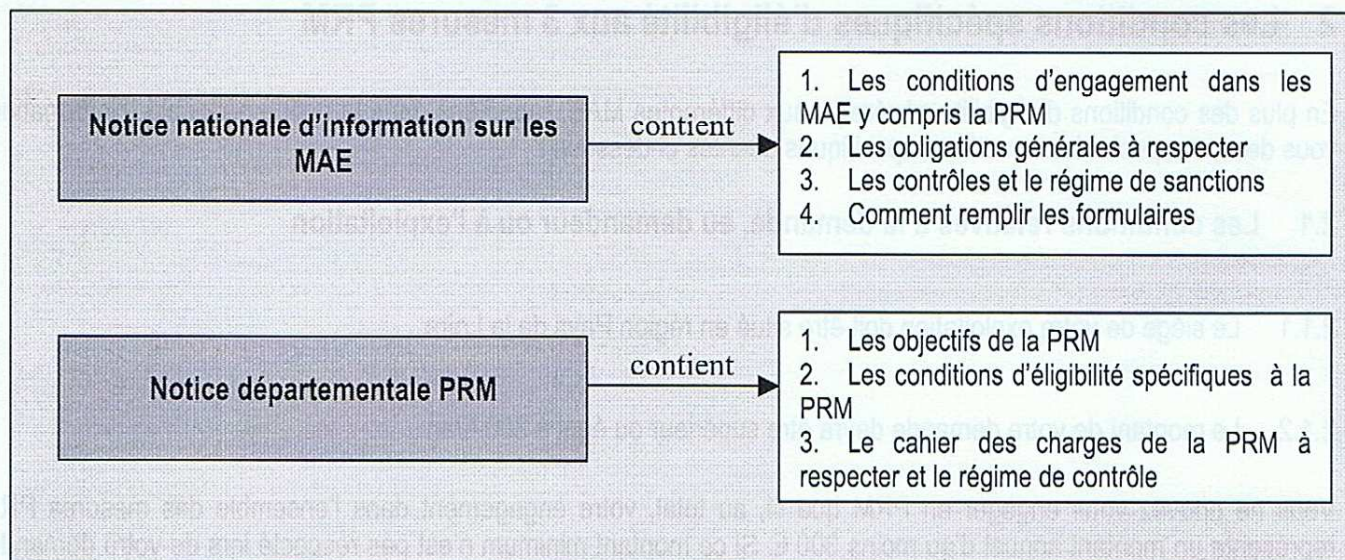 Notice nationale d'information sur les
MAE
contient
1. Les conditions d'engagement dans les
MAE y compris la PRM
2. Les obligations générales à respecter
3. Les contrôles et le régime de sanctions
4. Comment remplir les formulaires
Notice départementale PRM
contient
1. Les objectifs de la PRM
2. Les conditions d'éligibilité spécifiques à la
PRM
3. Le cahier des charges de la PRM à
respecter et le régime de contrôle